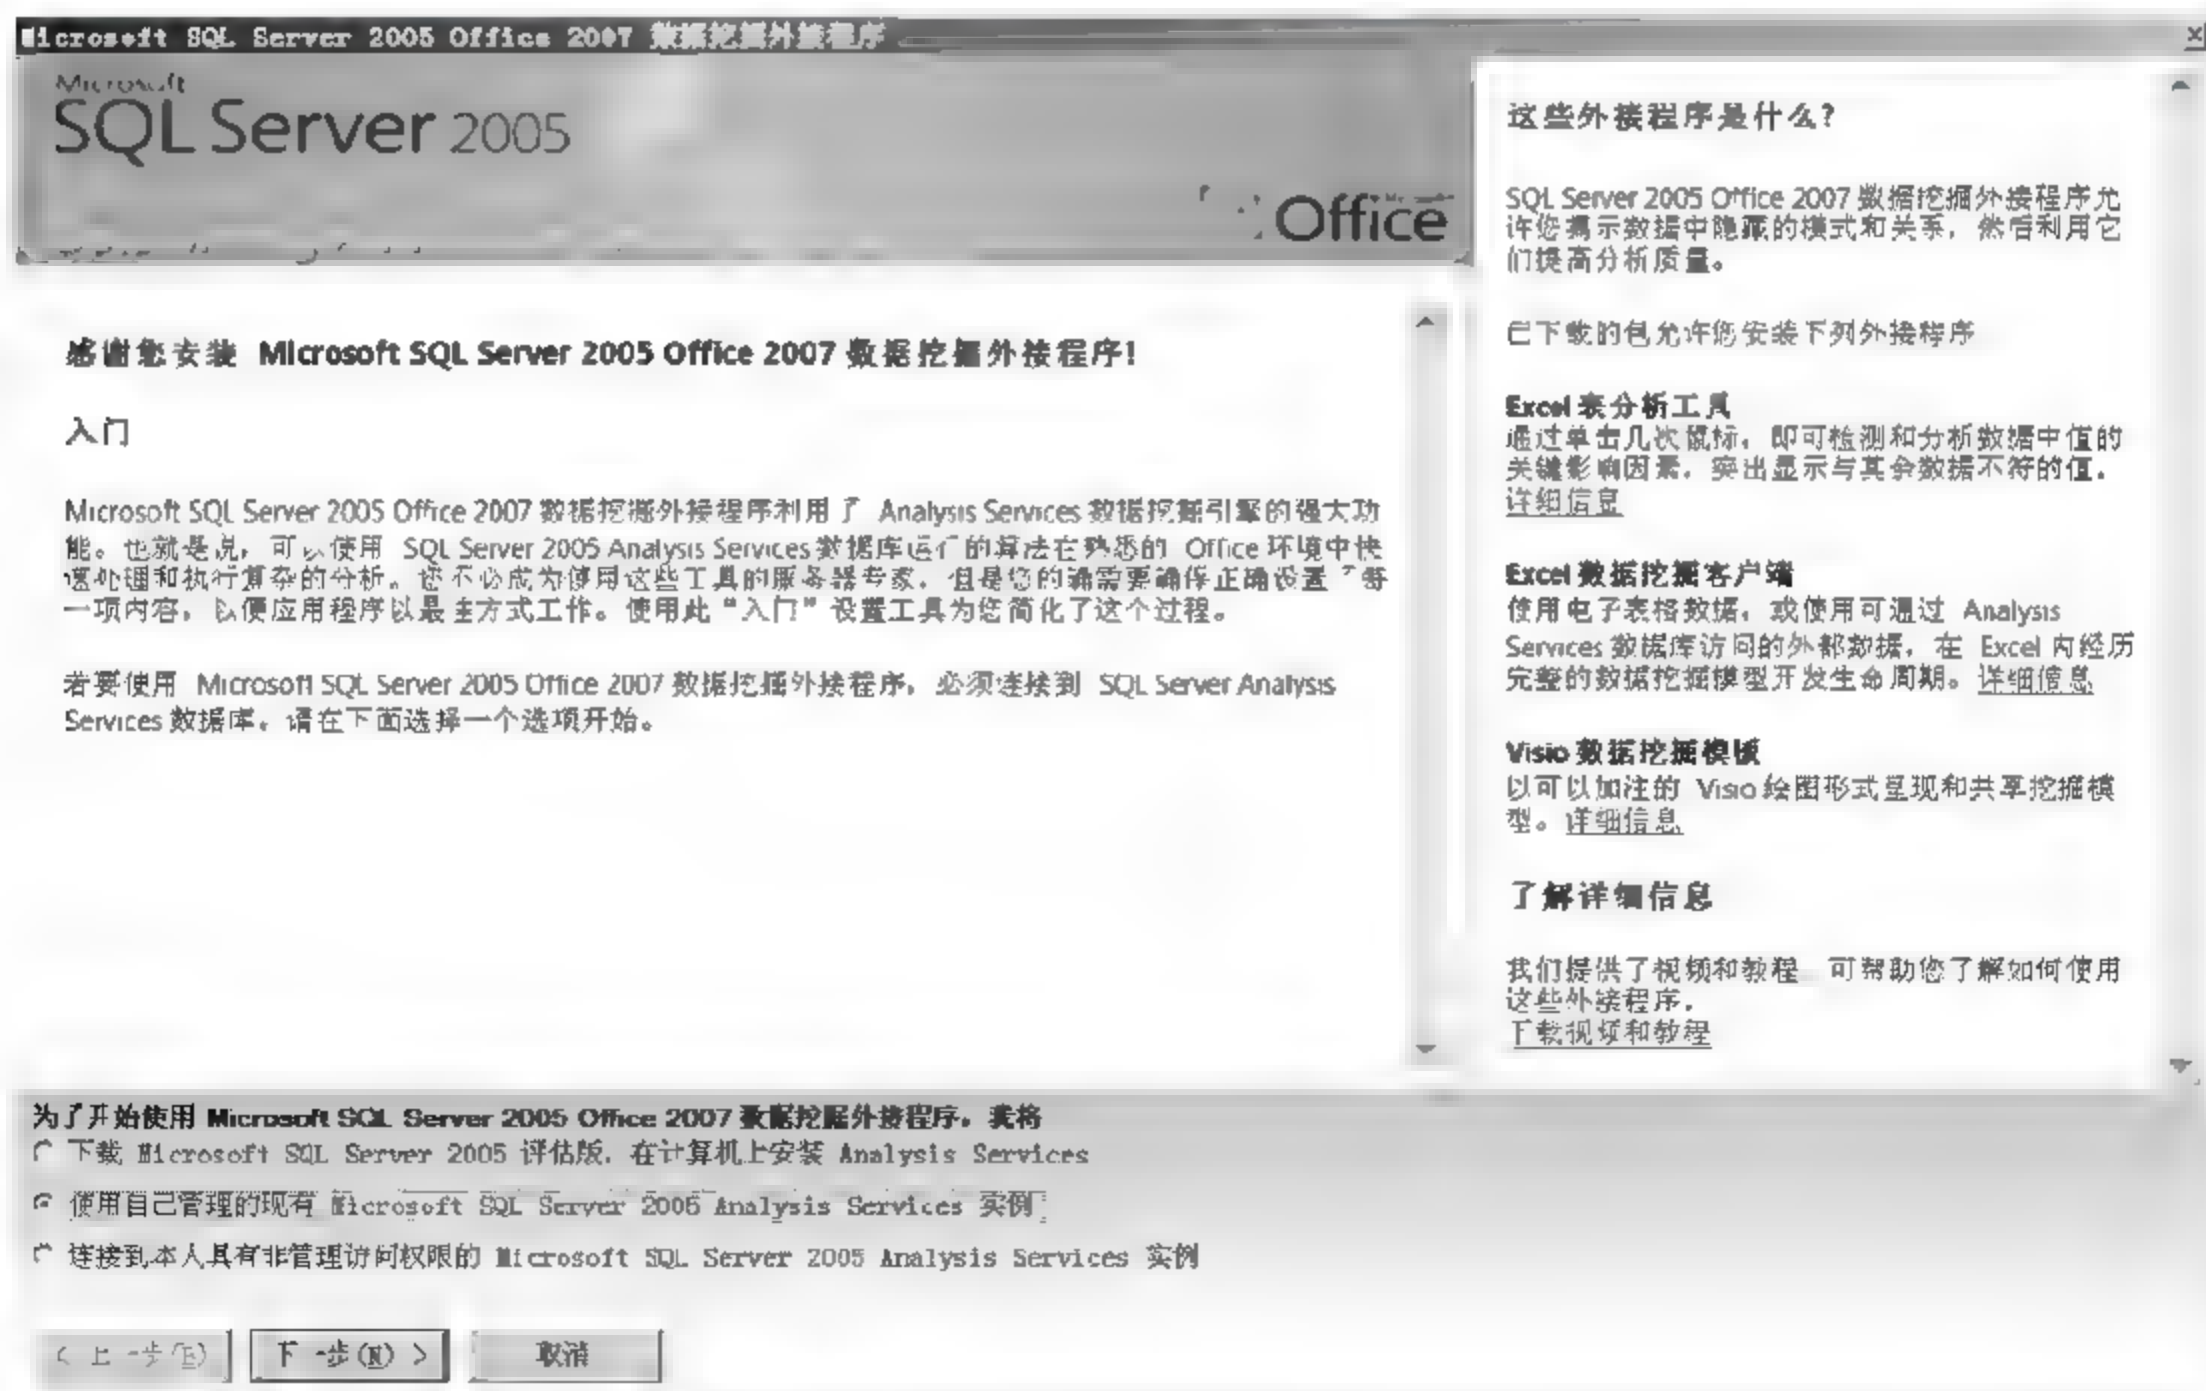 Microsoft SQL Server 2005 Office 2007 数据挖掘外接程序
Microsoft
SQL Server 2005
Office
感谢您安装 Microsoft SQL Server 2005 Office 2007 数据挖掘外接程序!
入门
Microsoft SQL Server 2005 Office 2007 数据挖掘外接程序利用了 Analysis Services 数据挖掘引擎的强大功
能。也就是说，可以使用 SQL Server 2005 Analysis Services 数据库运行的算法在熟悉的 Office 环境中快
速处理和执行复杂的分析。您不必成为使用这些工具的服务器专家，但是您的确需要确保正确设置了每
一项内容，以便应用程序以最佳方式工作。使用此“入门”设置工具为您简化了这个过程。
若要使用 Microsoft SQL Server 2005 Office 2007 数据挖掘外接程序，必须连接到 SQL Server Analysis
Services 数据库。请在下面选择一个选项开始。
这些外接程序是什么?
SQL Server 2005 Office 2007 数据挖掘外接程序允
许您揭示数据中隐藏的模式和关系，然后利用它
们提高分析质量。
已下载的包允许您安装下列外接程序
Excel 表分析工具
通过单击几次鼠标，即可检测和分析数据中值的
关键影响因素，突出显示与其余数据不符的值。
详细信息
Excel 数据挖掘客户端
使用电子表格数据，或使用可通过 Analysis
Services 数据库访问的外部数据，在 Excel 内经历
完整的数据挖掘模型开发生命周期。详细信息
Visio 数据挖掘模板
以可以加注的 Visio 绘图形式呈现和共享挖掘模
型。详细信息
了解详细信息
我们提供了视频和教程 可帮助您了解如何使用
这些外接程序。
下载视频和教程
为了开始使用 Microsoft SQL Server 2005 Office 2007 数据挖掘外接程序，我将
下载 Microsoft SQL Server 2005 评估版，在计算机上安装 Analysis Services
使用自己管理的现有 Microsoft SQL Server 2005 Analysis Services 实例
连接到本人具有非管理访问权限的 Microsoft SQL Server 2005 Analysis Services 实例
< 上一步(B) 下一步(N) > 取消